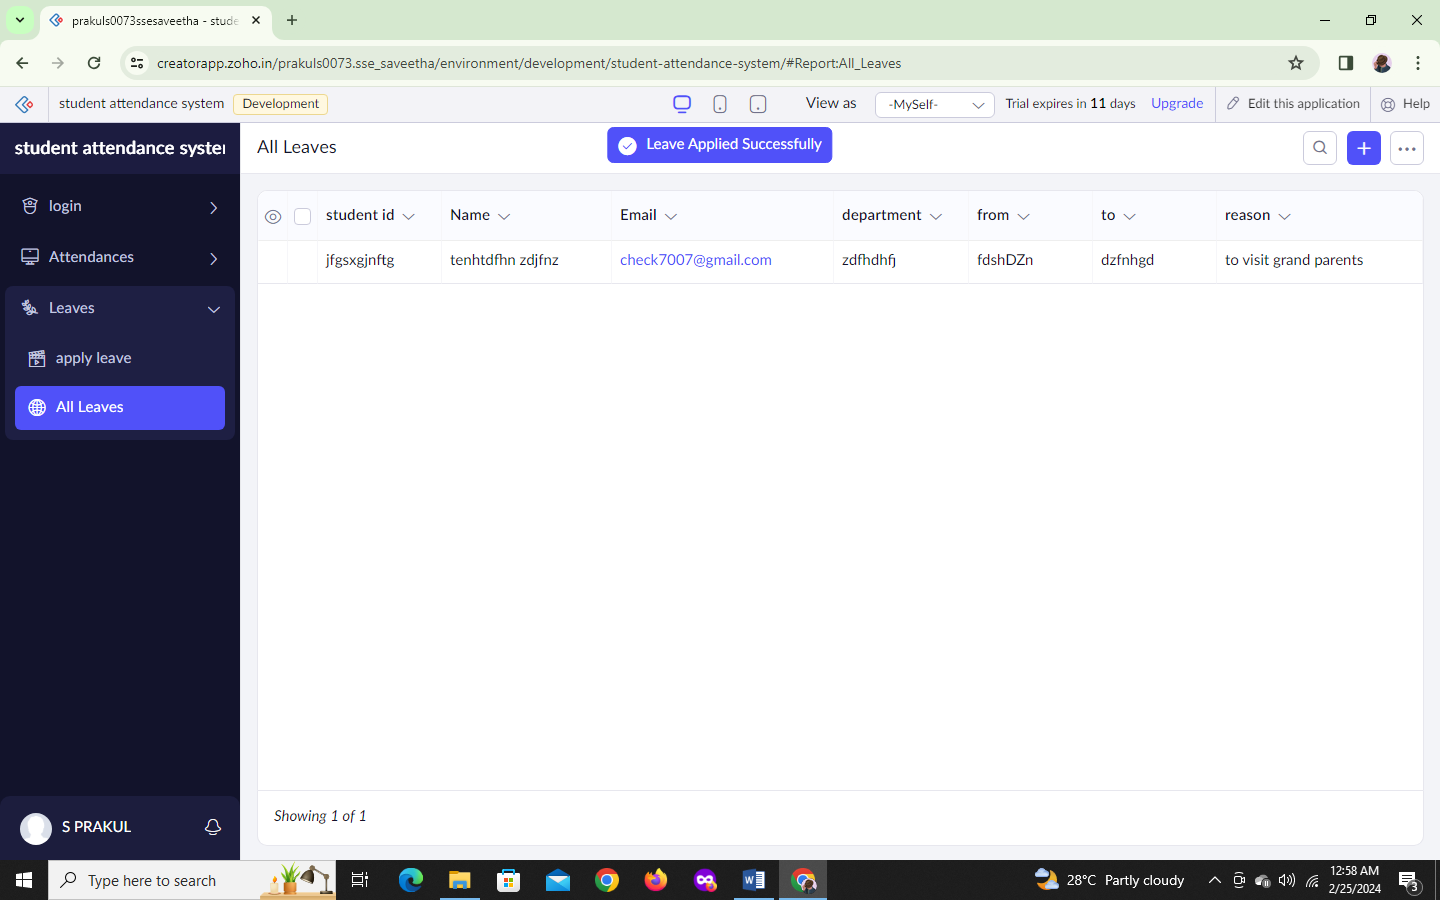 prakuls0073ssesaveetha - stude
creatorapp.zoho.in/prakuls0073.sse_saveetha/environment/development/student-attendance-system/#Report:All_Leaves
student attendance system Development View as -MySelf- Trial expires in 11 days Upgrade Edit this application Help
student attendance syster
All Leaves
Leave Applied Successfully
login
Attendances
Leaves
apply leave
All Leaves
student id Name Email department from to reason
jfgsxgjnftg tenhtdfhn zdjfnz check7007@gmail.com zdfhdhfj fdshDZn dzfnhgd to visit grand parents
Showing 1 of 1
S PRAKUL
Type here to search
28°C Partly cloudy
12:58 AM
2/25/2024
3